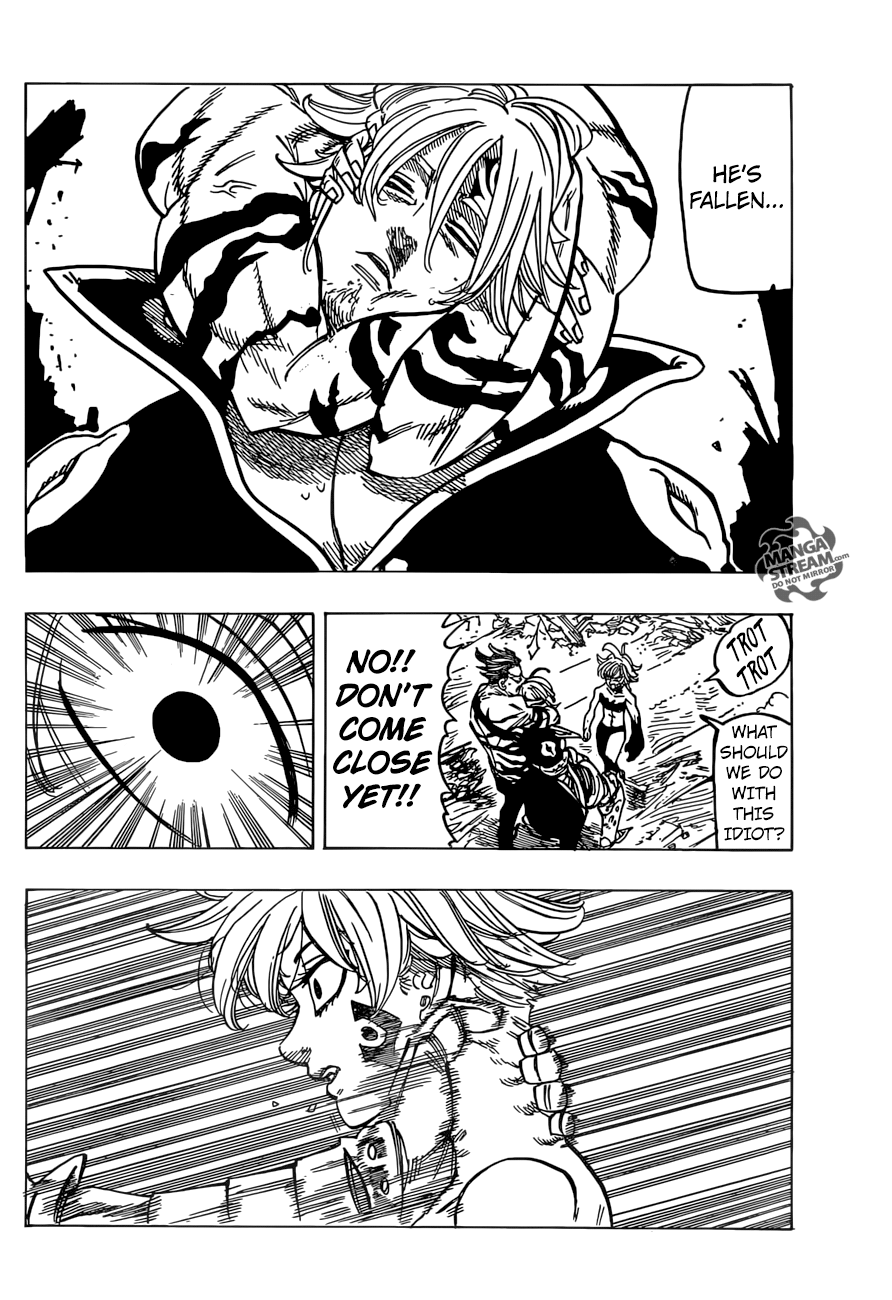 HE'S
FALLEN...
MANGA
STREAM.com
DO NOT MIRROR
TROT
TROT
WHAT
SHOULD
WE DO
WITH
THIS
IDIOT?
NO!!
DON'T
COME
CLOSE
YET!!